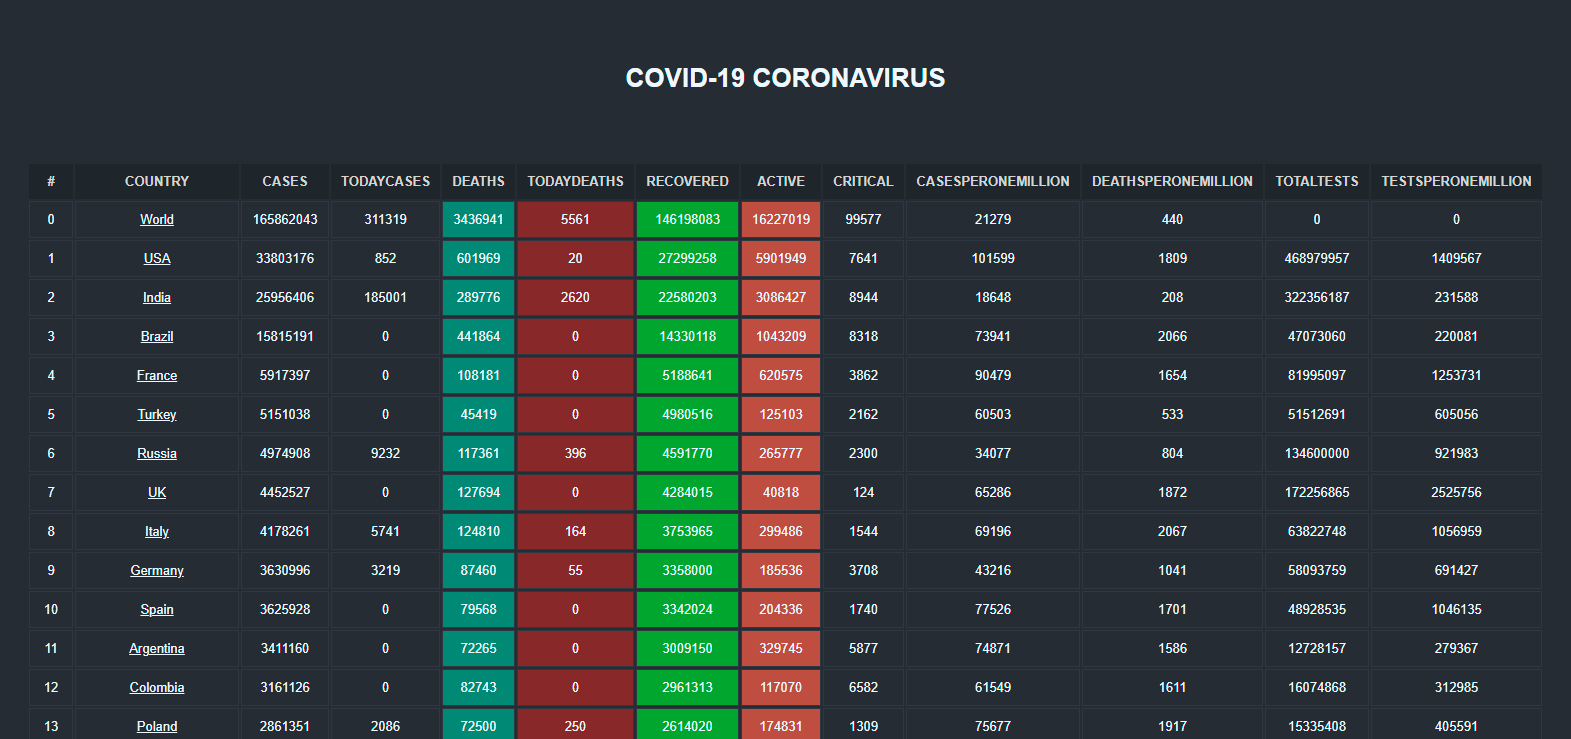 COVID-19 CORONAVIRUS
# COUNTRY CASES TODAYCASES DEATHS TODAYDEATHS RECOVERED ACTIVE CRITICAL CASESPERONEMILLION DEATHSPERONEMILLION TOTALTESTS TESTSPERONEMILLION
0 World 165862043 311319 3436941 5561 146198083 16227019 99577 21279 440 0 0
1 USA 33803176 852 601969 20 27299258 5901949 7641 101599 1809 468979957 1409567
2 India 25956406 185001 289776 2620 22580203 3086427 8944 18648 208 322356187 231588
3 Brazil 15815191 0 441864 0 14330118 1043209 8318 73941 2066 47073060 220081
4 France 5917397 0 108181 0 5188641 620575 3862 90479 1654 81995097 1253731
5 Turkey 5151038 0 45419 0 4980516 125103 2162 60503 533 51512691 605056
6 Russia 4974908 9232 117361 396 4591770 265777 2300 34077 804 134600000 921983
7 UK 4452527 0 127694 0 4284015 40818 124 65286 1872 172256865 2525756
8 Italy 4178261 5741 124810 164 3753965 299486 1544 69196 2067 63822748 1056959
9 Germany 3630996 3219 87460 55 3358000 185536 3708 43216 1041 58093759 691427
10 Spain 3625928 0 79568 0 3342024 204336 1740 77526 1701 48928535 1046135
11 Argentina 3411160 0 72265 0 3009150 329745 5877 74871 1586 12728157 279367
12 Colombia 3161126 0 82743 0 2961313 117070 6582 61549 1611 16074868 312985
13 Poland 2861351 2086 72500 250 2614020 174831 1309 75677 1917 15335408 405591